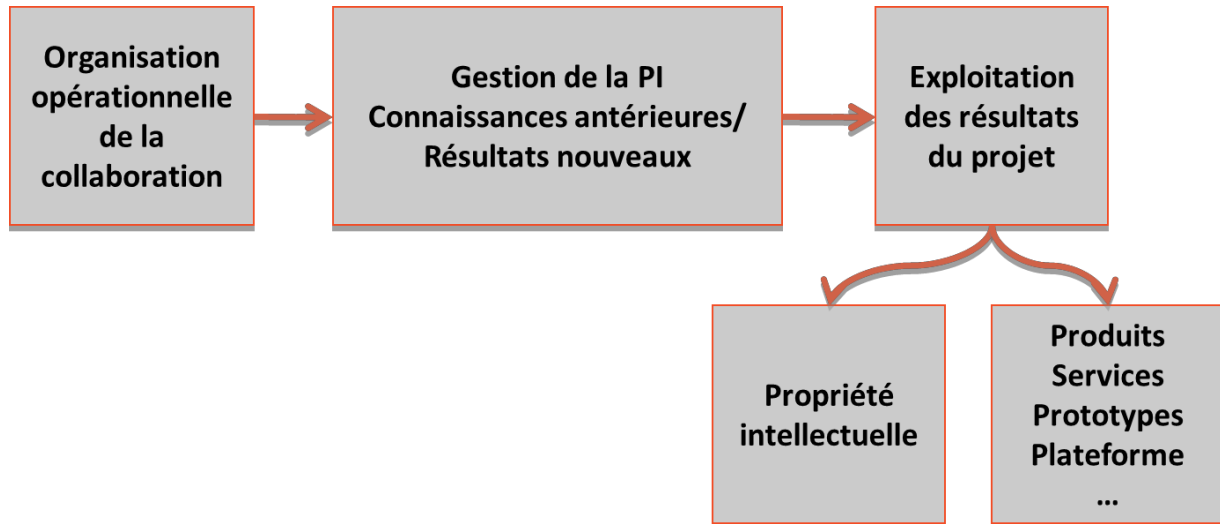 Organisation
opérationnelle
de la
collaboration
Gestion de la PI
Connaissances antérieures/
Résultats nouveaux
Exploitation
des résultats
du projet
Propriété
intellectuelle
Produits
Services
Prototypes
Plateforme
...